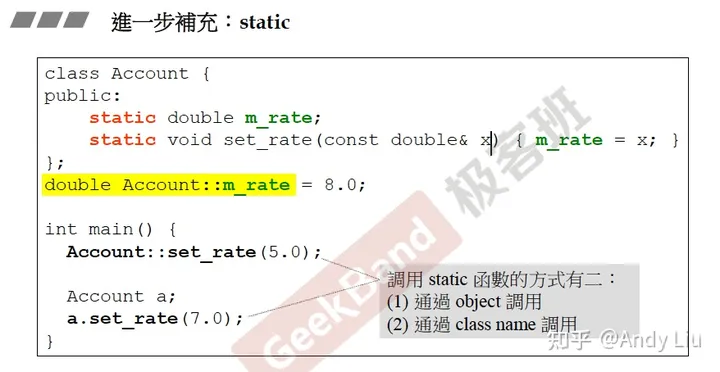 進一步補充：static
class Account {
public:
static double m_rate;
static void set_rate(const double& x) { m_rate = x; }
};
double Account::m_rate = 8.0;
int main() {
Account::set_rate(5.0);
Account a;
a.set_rate(7.0);
}
調用 static 函數的方式有二：
(1) 通過 object 調用
(2) 通過 class name 調用
GeekBand 极客班
知乎 @Andy Liu